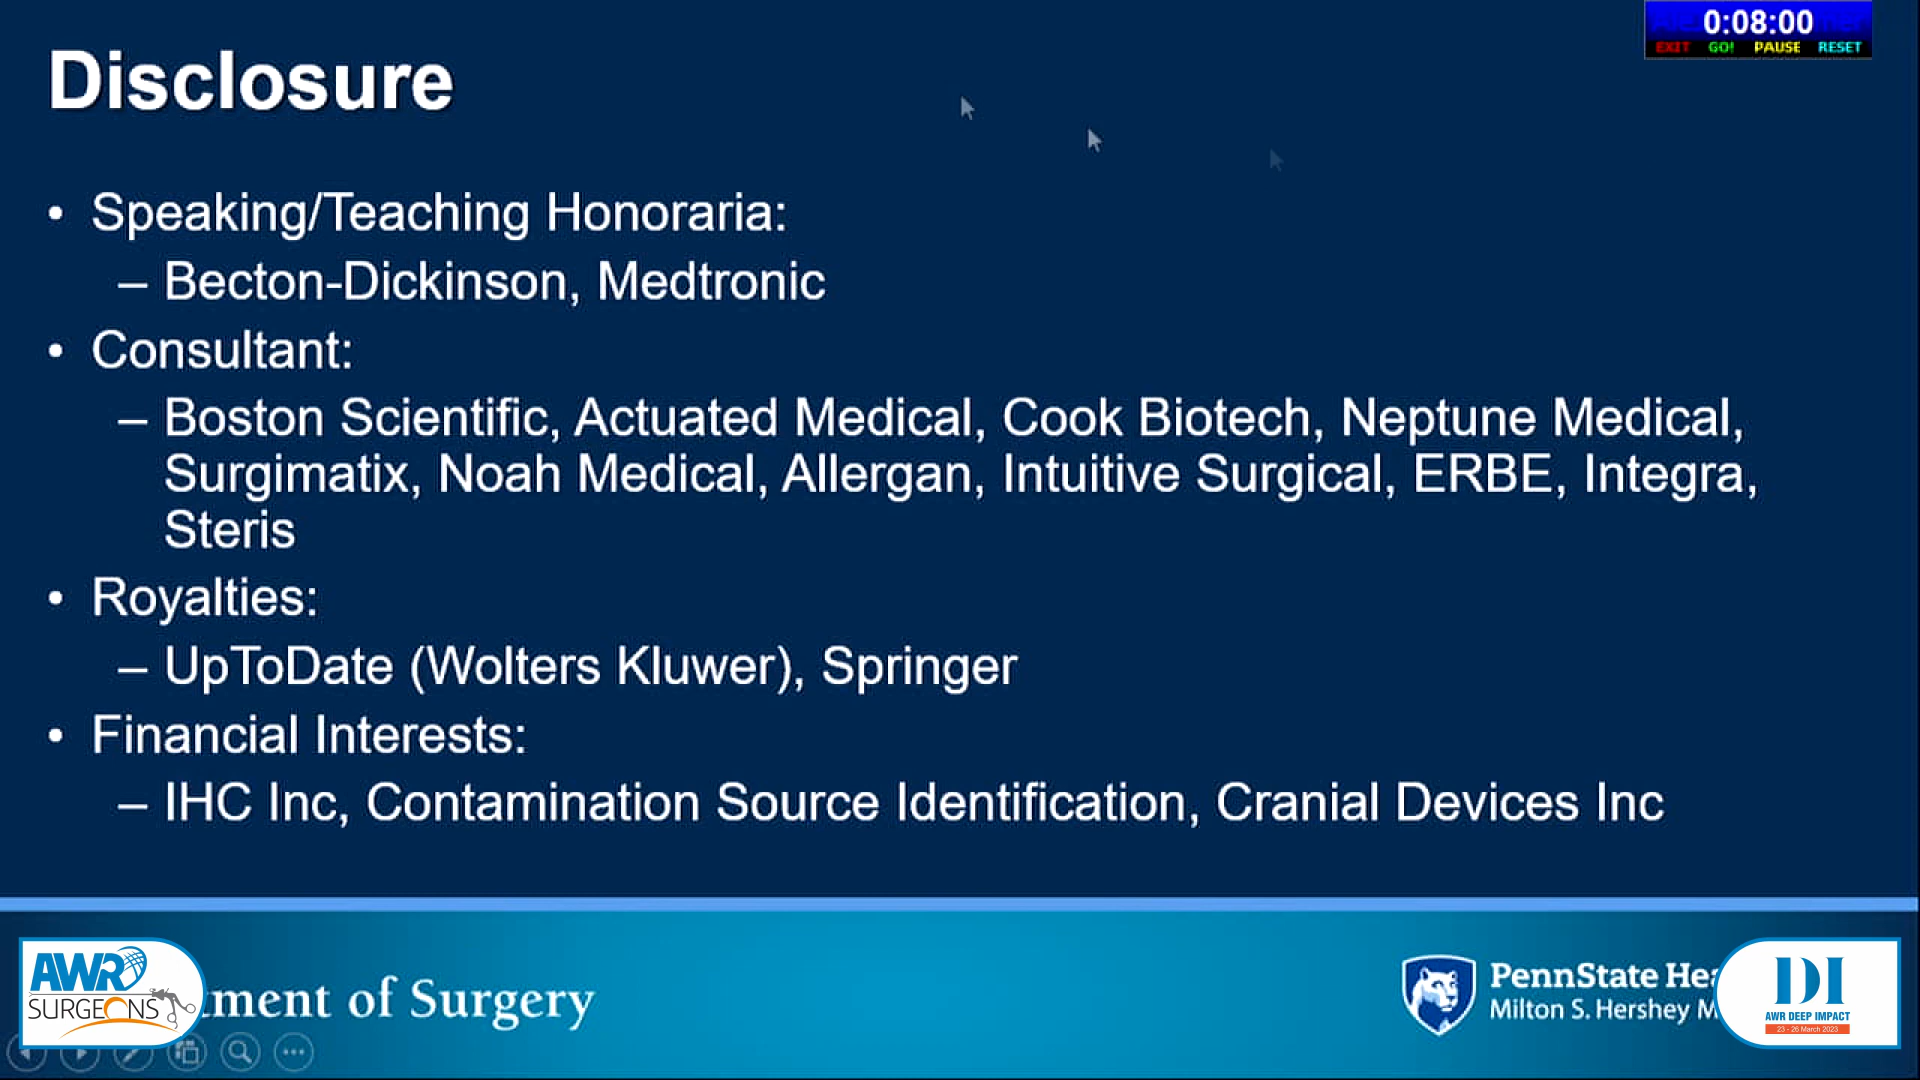 0:08:00
EXIT GO! PAUSE RESET
Disclosure
• Speaking/Teaching Honoraria:
– Becton-Dickinson, Medtronic
• Consultant:
– Boston Scientific, Actuated Medical, Cook Biotech, Neptune Medical,
Surgimatix, Noah Medical, Allergan, Intuitive Surgical, ERBE, Integra,
Steris
• Royalties:
– UpToDate (Wolters Kluwer), Springer
• Financial Interests:
– IHC Inc, Contamination Source Identification, Cranial Devices Inc
AWR
SURGEONS
ment of Surgery
PennState Hea
Milton S. Hershey M
DI
AWR DEEP IMPACT
23 - 26 March 2023